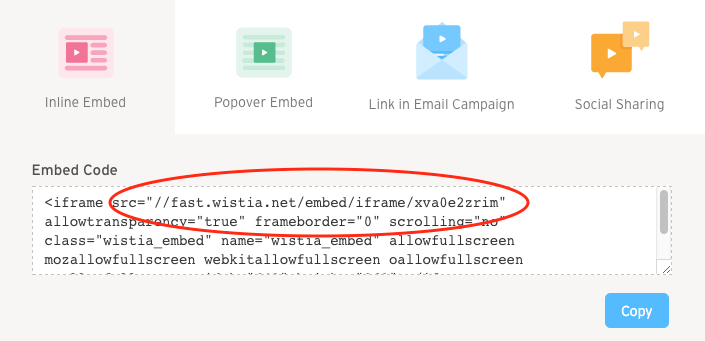 Inline Embed
Popover Embed
Link in Email Campaign
Social Sharing
Embed Code
<iframe src="//fast.wistia.net/embed/iframe/xva0e2zrim"
allowtransparency="true" frameborder="0" scrolling="no"
class="wistia_embed" name="wistia_embed" allowfullscreen
mozallowfullscreen webkitallowfullscreen oallowfullscreen
Copy